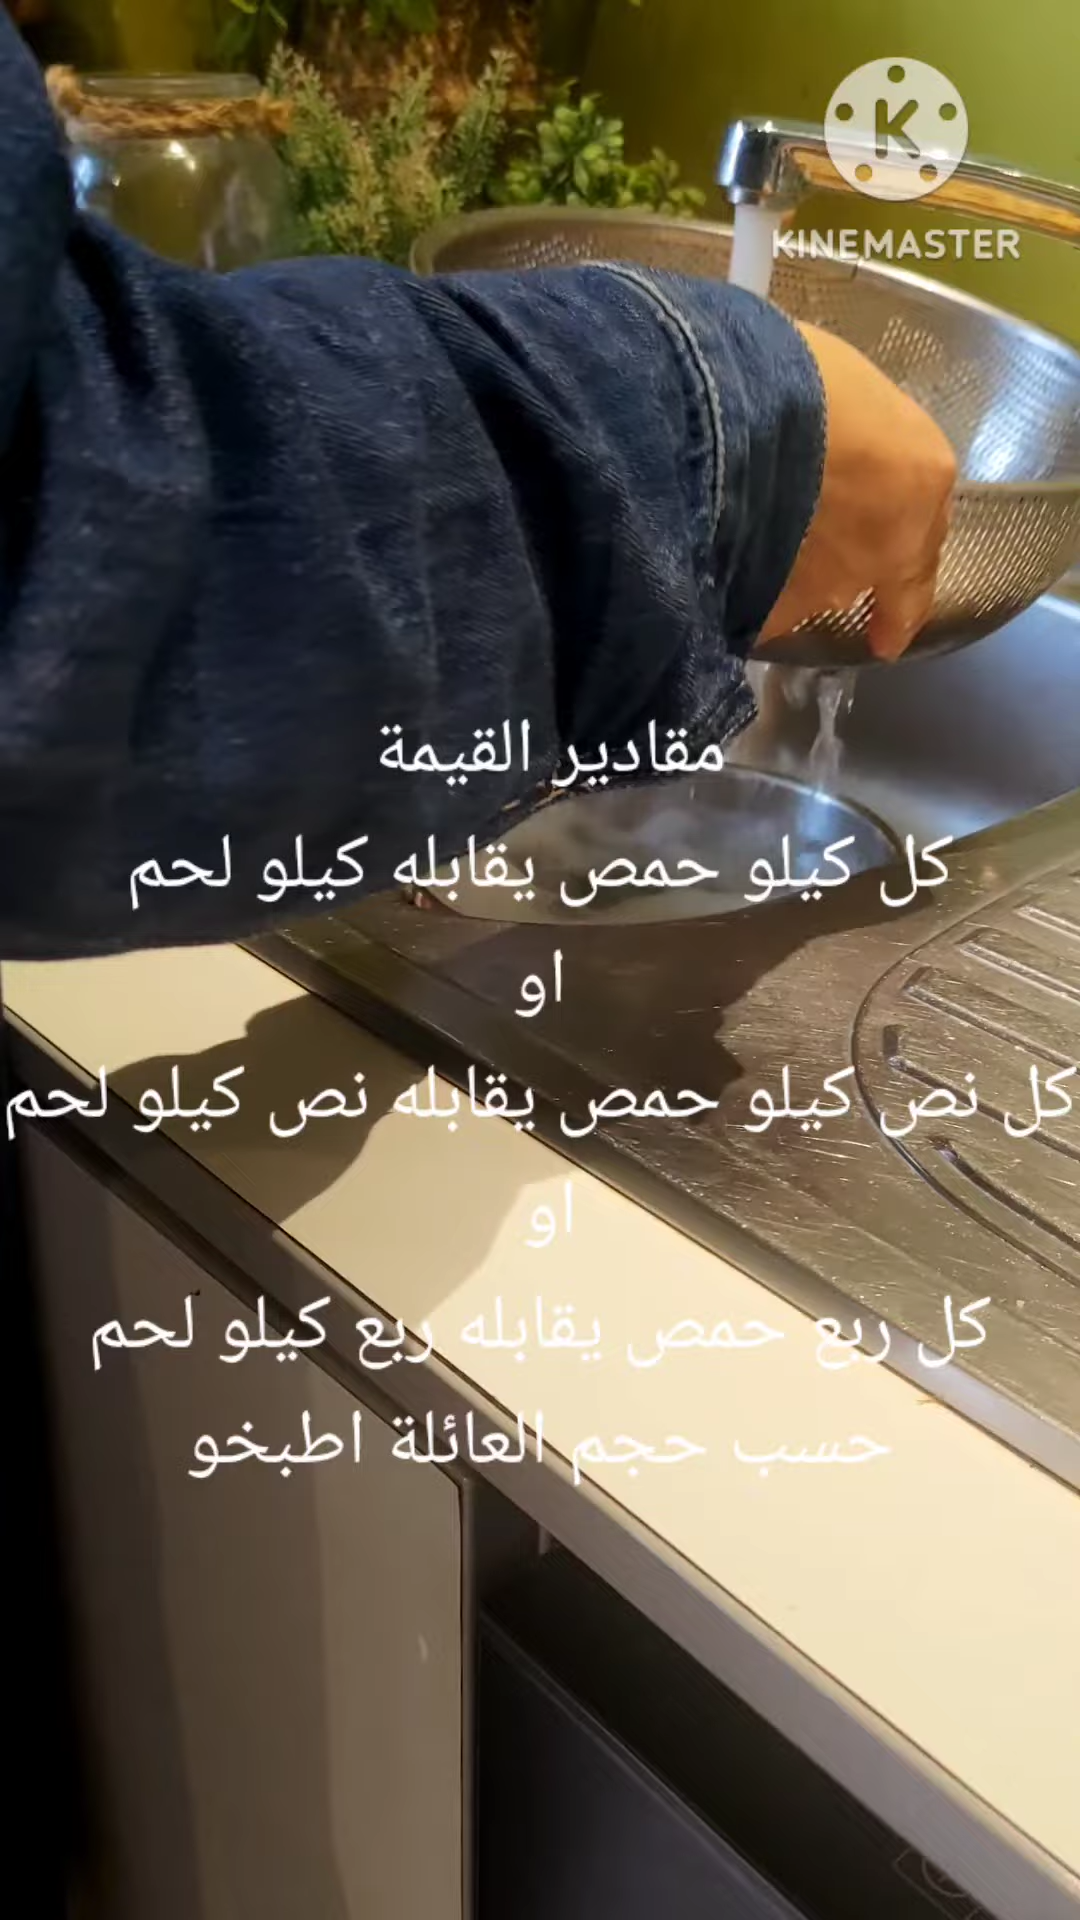 KINEMASTER
مقادير القيمة
كل كيلو حمص يقابله كيلو لحم
او
كل نص كيلو حمص يقابله نص كيلو لحم
او
كل ربع حمص يقابله ربع كيلو لحم
حسب حجم العائلة اطبخو